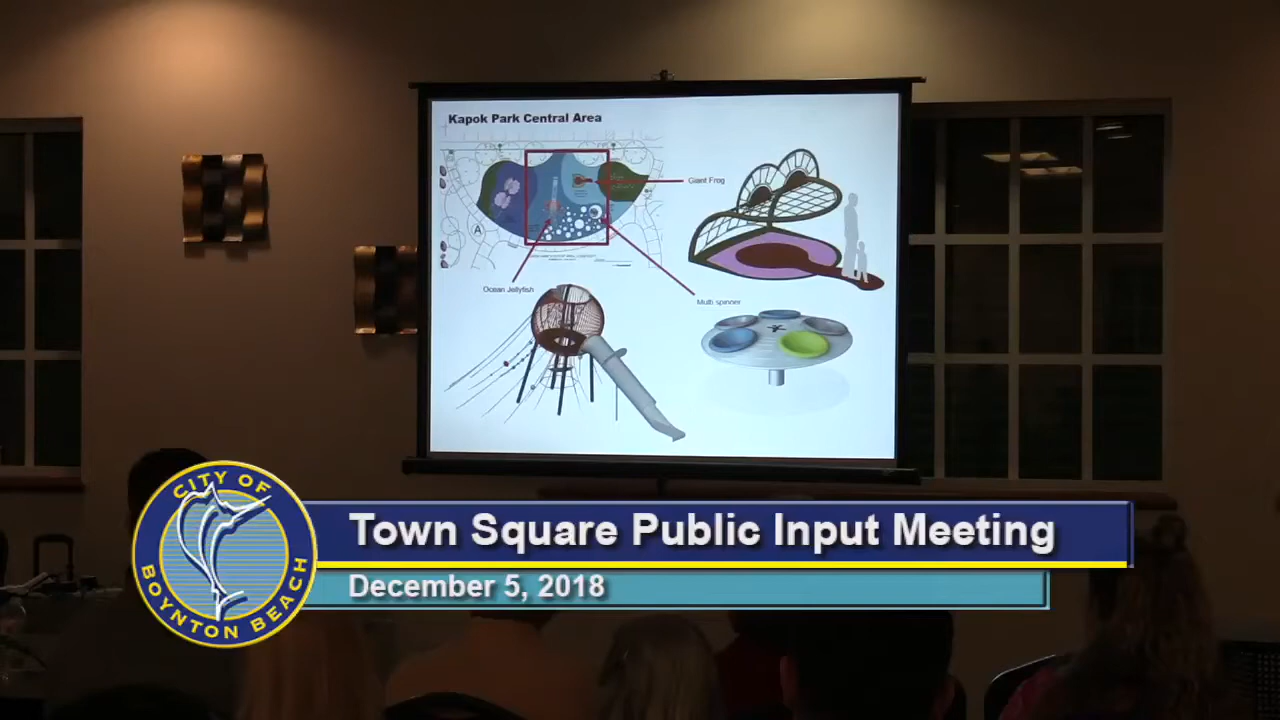 Kapok Park Central Area
Giant Frog
A
Ocean Jellyfish
Multi spinner
CITY OF
BOYNTON BEACH
Town Square Public Input Meeting
December 5, 2018